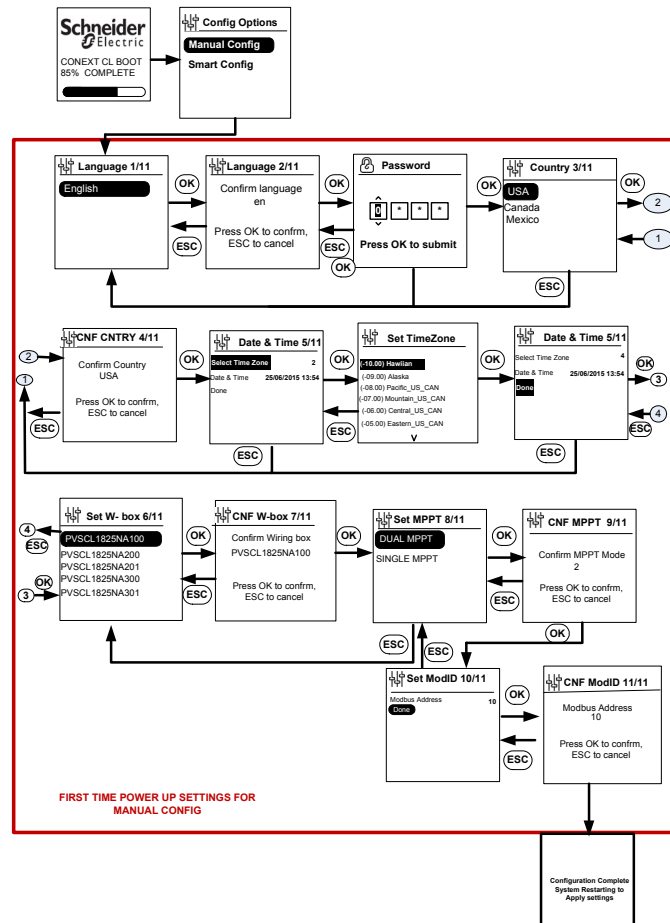 Schneider
Electric
CONEXT CL BOOT
85% COMPLETE
Config Options
Manual Config
Smart Config
Language 1/11
English
OK
ESC
Language 2/11
Confirm language
en
Press OK to confrm,
ESC to cancel
OK
ESC
OK
Password
0 * * *
Press OK to submit
OK
Country 3/11
USA
Canada
Mexico
OK
2
1
ESC
CNF CNTRY 4/11
2
1
Confirm Country
USA
Press OK to confrm,
ESC to cancel
ESC
OK
Date & Time 5/11
Select Time Zone 2
Date & Time 25/06/2015 13:54
Done
OK
ESC
ESC
Set TimeZone
(-10.00) Hawlian
(-09.00) Alaska
(-08.00) Pacific_US_CAN
(-07.00) Mountain_US_CAN
(-06.00) Central_US_CAN
(-05.00) Eastern_US_CAN
OK
Date & Time 5/11
Select Time Zone 4
Date & Time 25/06/2015 13:54
Done
OK
3
4
ESC
ESC
Set W- box 6/11
4
ESC
OK
3
PVSCL1825NA100
PVSCL1825NA200
PVSCL1825NA201
PVSCL1825NA300
PVSCL1825NA301
OK
ESC
CNF W-box 7/11
Confirm Wiring box
PVSCL1825NA100
Press OK to confrm,
ESC to cancel
OK
Set MPPT 8/11
DUAL MPPT
SINGLE MPPT
OK
ESC
ESC
ESC
CNF MPPT 9/11
Confirm MPPT Mode
2
Press OK to confrm,
ESC to cancel
OK
Set ModID 10/11
Modbus Address 10
Done
OK
ESC
CNF ModID 11/11
Modbus Address
10
Press OK to confrm,
ESC to cancel
FIRST TIME POWER UP SETTINGS FOR
MANUAL CONFIG
Configuration Complete
System Restarting to
Apply settings